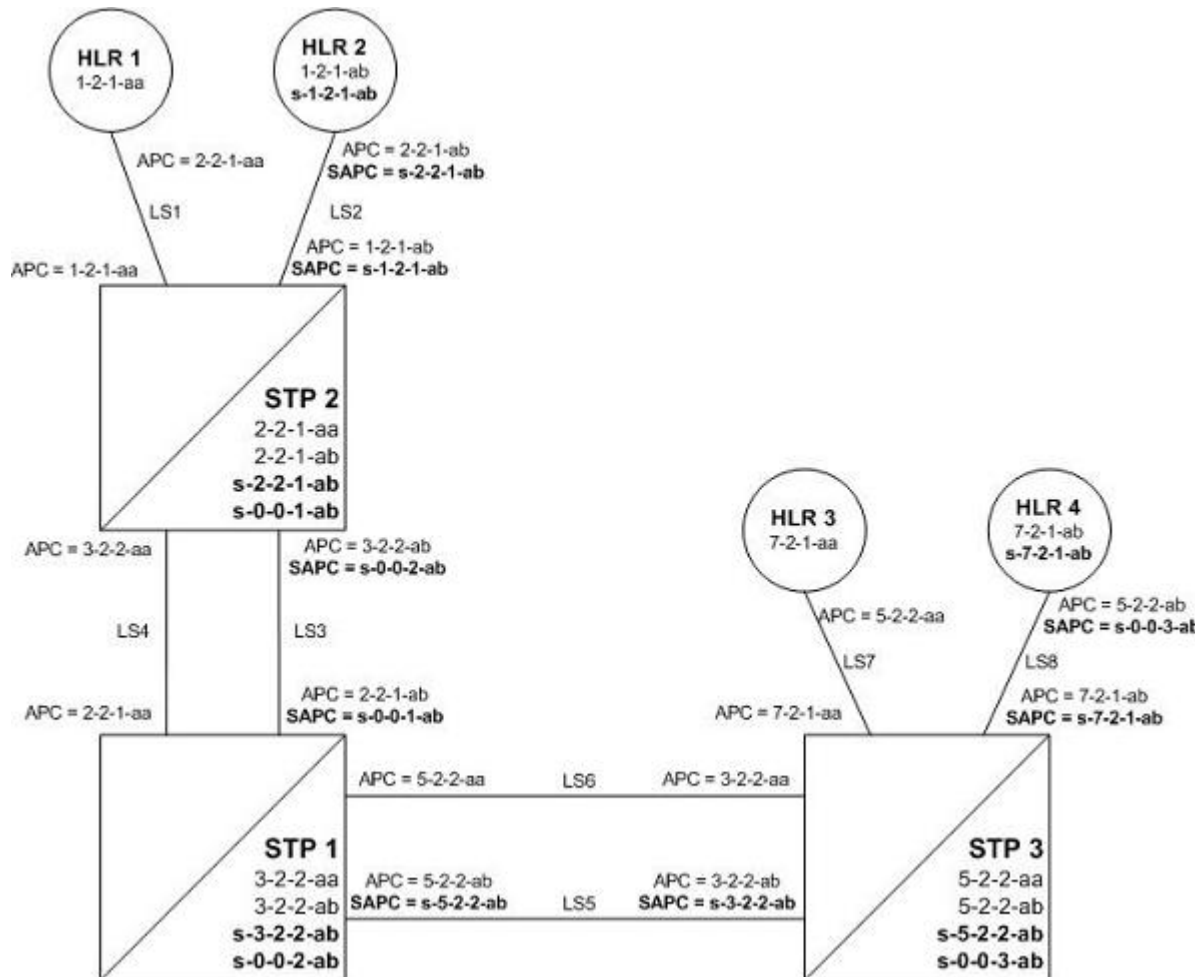 HLR 1
1-2-1-aa
HLR 2
1-2-1-ab
s-1-2-1-ab
APC = 2-2-1-aa
APC = 2-2-1-ab
SAPC = s-2-2-1-ab
LS1
LS2
APC = 1-2-1-aa
APC = 1-2-1-ab
SAPC = s-1-2-1-ab
STP 2
2-2-1-aa
2-2-1-ab
s-2-2-1-ab
s-0-0-1-ab
APC = 3-2-2-aa
APC = 3-2-2-ab
SAPC = s-0-0-2-ab
LS4
LS3
APC = 2-2-1-aa
APC = 2-2-1-ab
SAPC = s-0-0-1-ab
HLR 3
7-2-1-aa
HLR 4
7-2-1-ab
s-7-2-1-ab
APC = 5-2-2-aa
APC = 5-2-2-ab
SAPC = s-0-0-3-ab
LS7
LS8
APC = 7-2-1-aa
APC = 7-2-1-ab
SAPC = s-7-2-1-ab
APC = 5-2-2-aa
LS6
APC = 3-2-2-aa
STP 1
3-2-2-aa
3-2-2-ab
s-3-2-2-ab
s-0-0-2-ab
APC = 5-2-2-ab
SAPC = s-5-2-2-ab
LS5
APC = 3-2-2-ab
SAPC = s-3-2-2-ab
STP 3
5-2-2-aa
5-2-2-ab
s-5-2-2-ab
s-0-0-3-ab